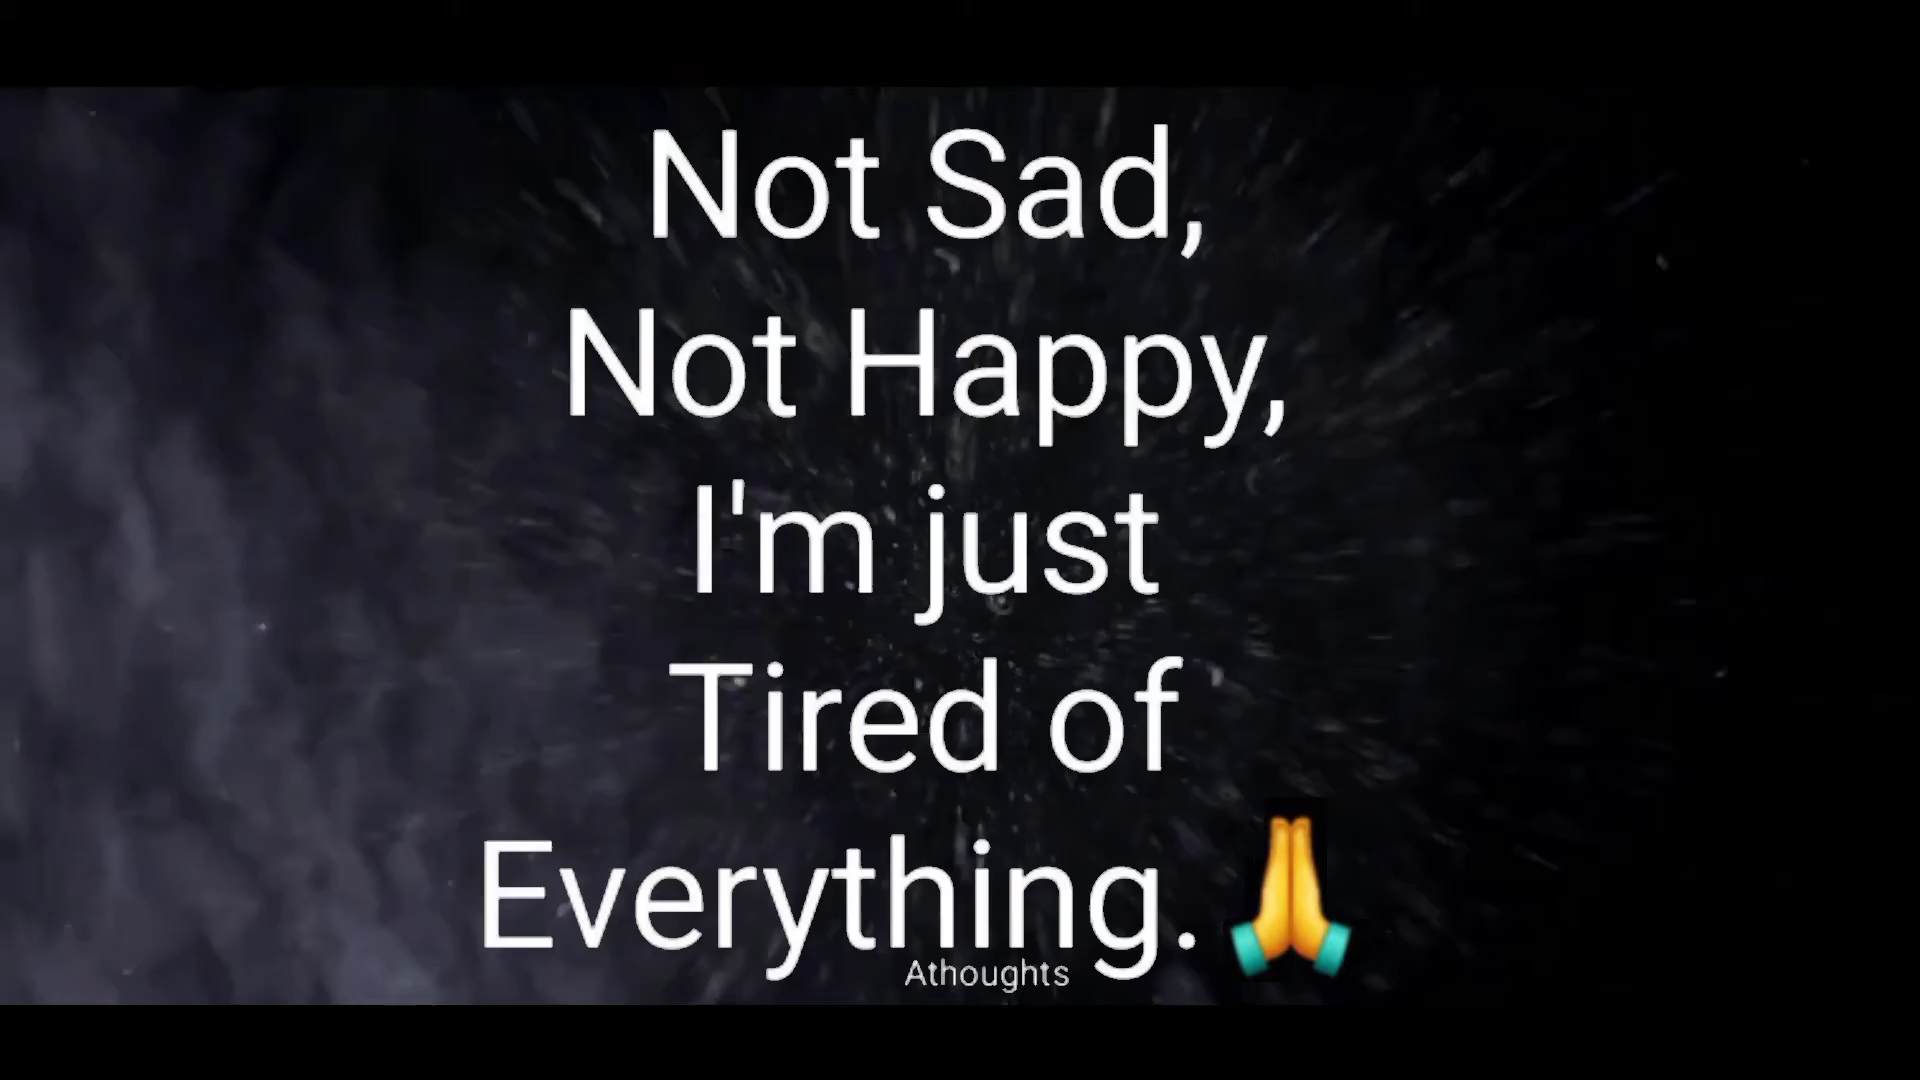 Not Sad,
Not Happy,
I'm just
Tired of
Everything. 🙏
Athoughts